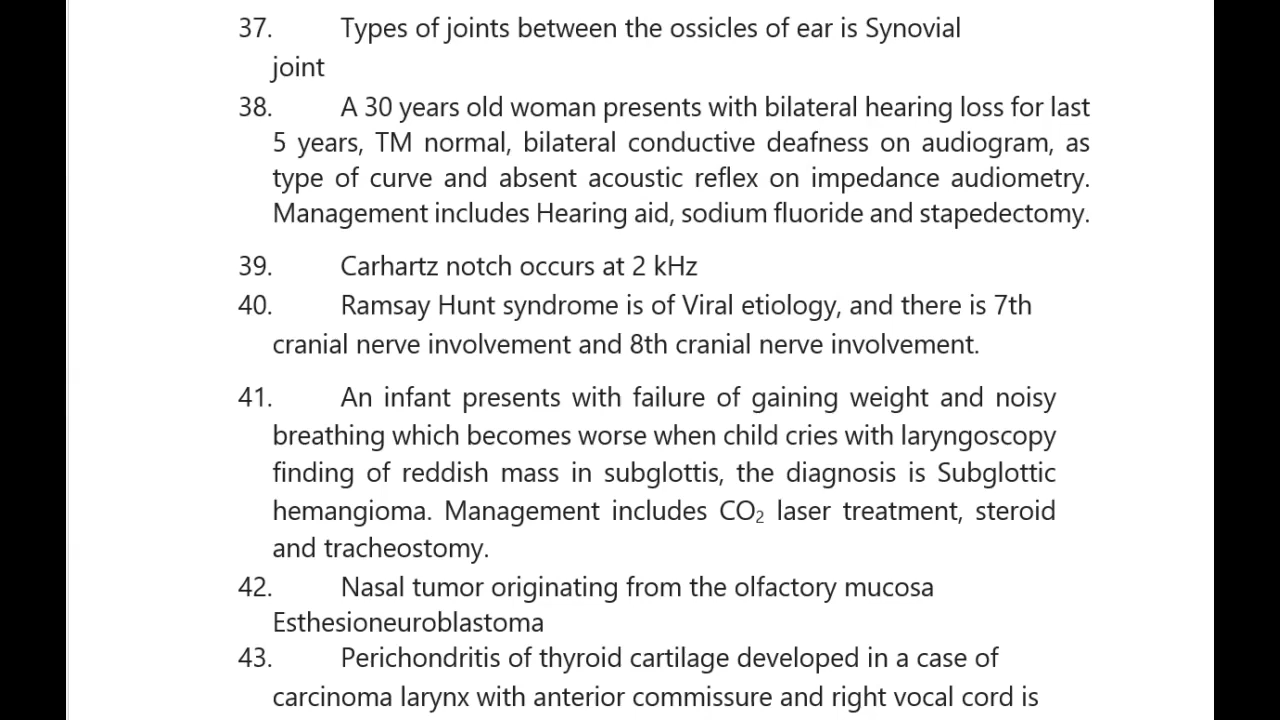 37. Types of joints between the ossicles of ear is Synovial
joint
38. A 30 years old woman presents with bilateral hearing loss for last
5 years, TM normal, bilateral conductive deafness on audiogram, as
type of curve and absent acoustic reflex on impedance audiometry.
Management includes Hearing aid, sodium fluoride and stapedectomy.
39. Carhartz notch occurs at 2 kHz
40. Ramsay Hunt syndrome is of Viral etiology, and there is 7th
cranial nerve involvement and 8th cranial nerve involvement.
41. An infant presents with failure of gaining weight and noisy
breathing which becomes worse when child cries with laryngoscopy
finding of reddish mass in subglottis, the diagnosis is Subglottic
hemangioma. Management includes CO₂ laser treatment, steroid
and tracheostomy.
42. Nasal tumor originating from the olfactory mucosa
Esthesioneuroblastoma
43. Perichondritis of thyroid cartilage developed in a case of
carcinoma larynx with anterior commissure and right vocal cord is